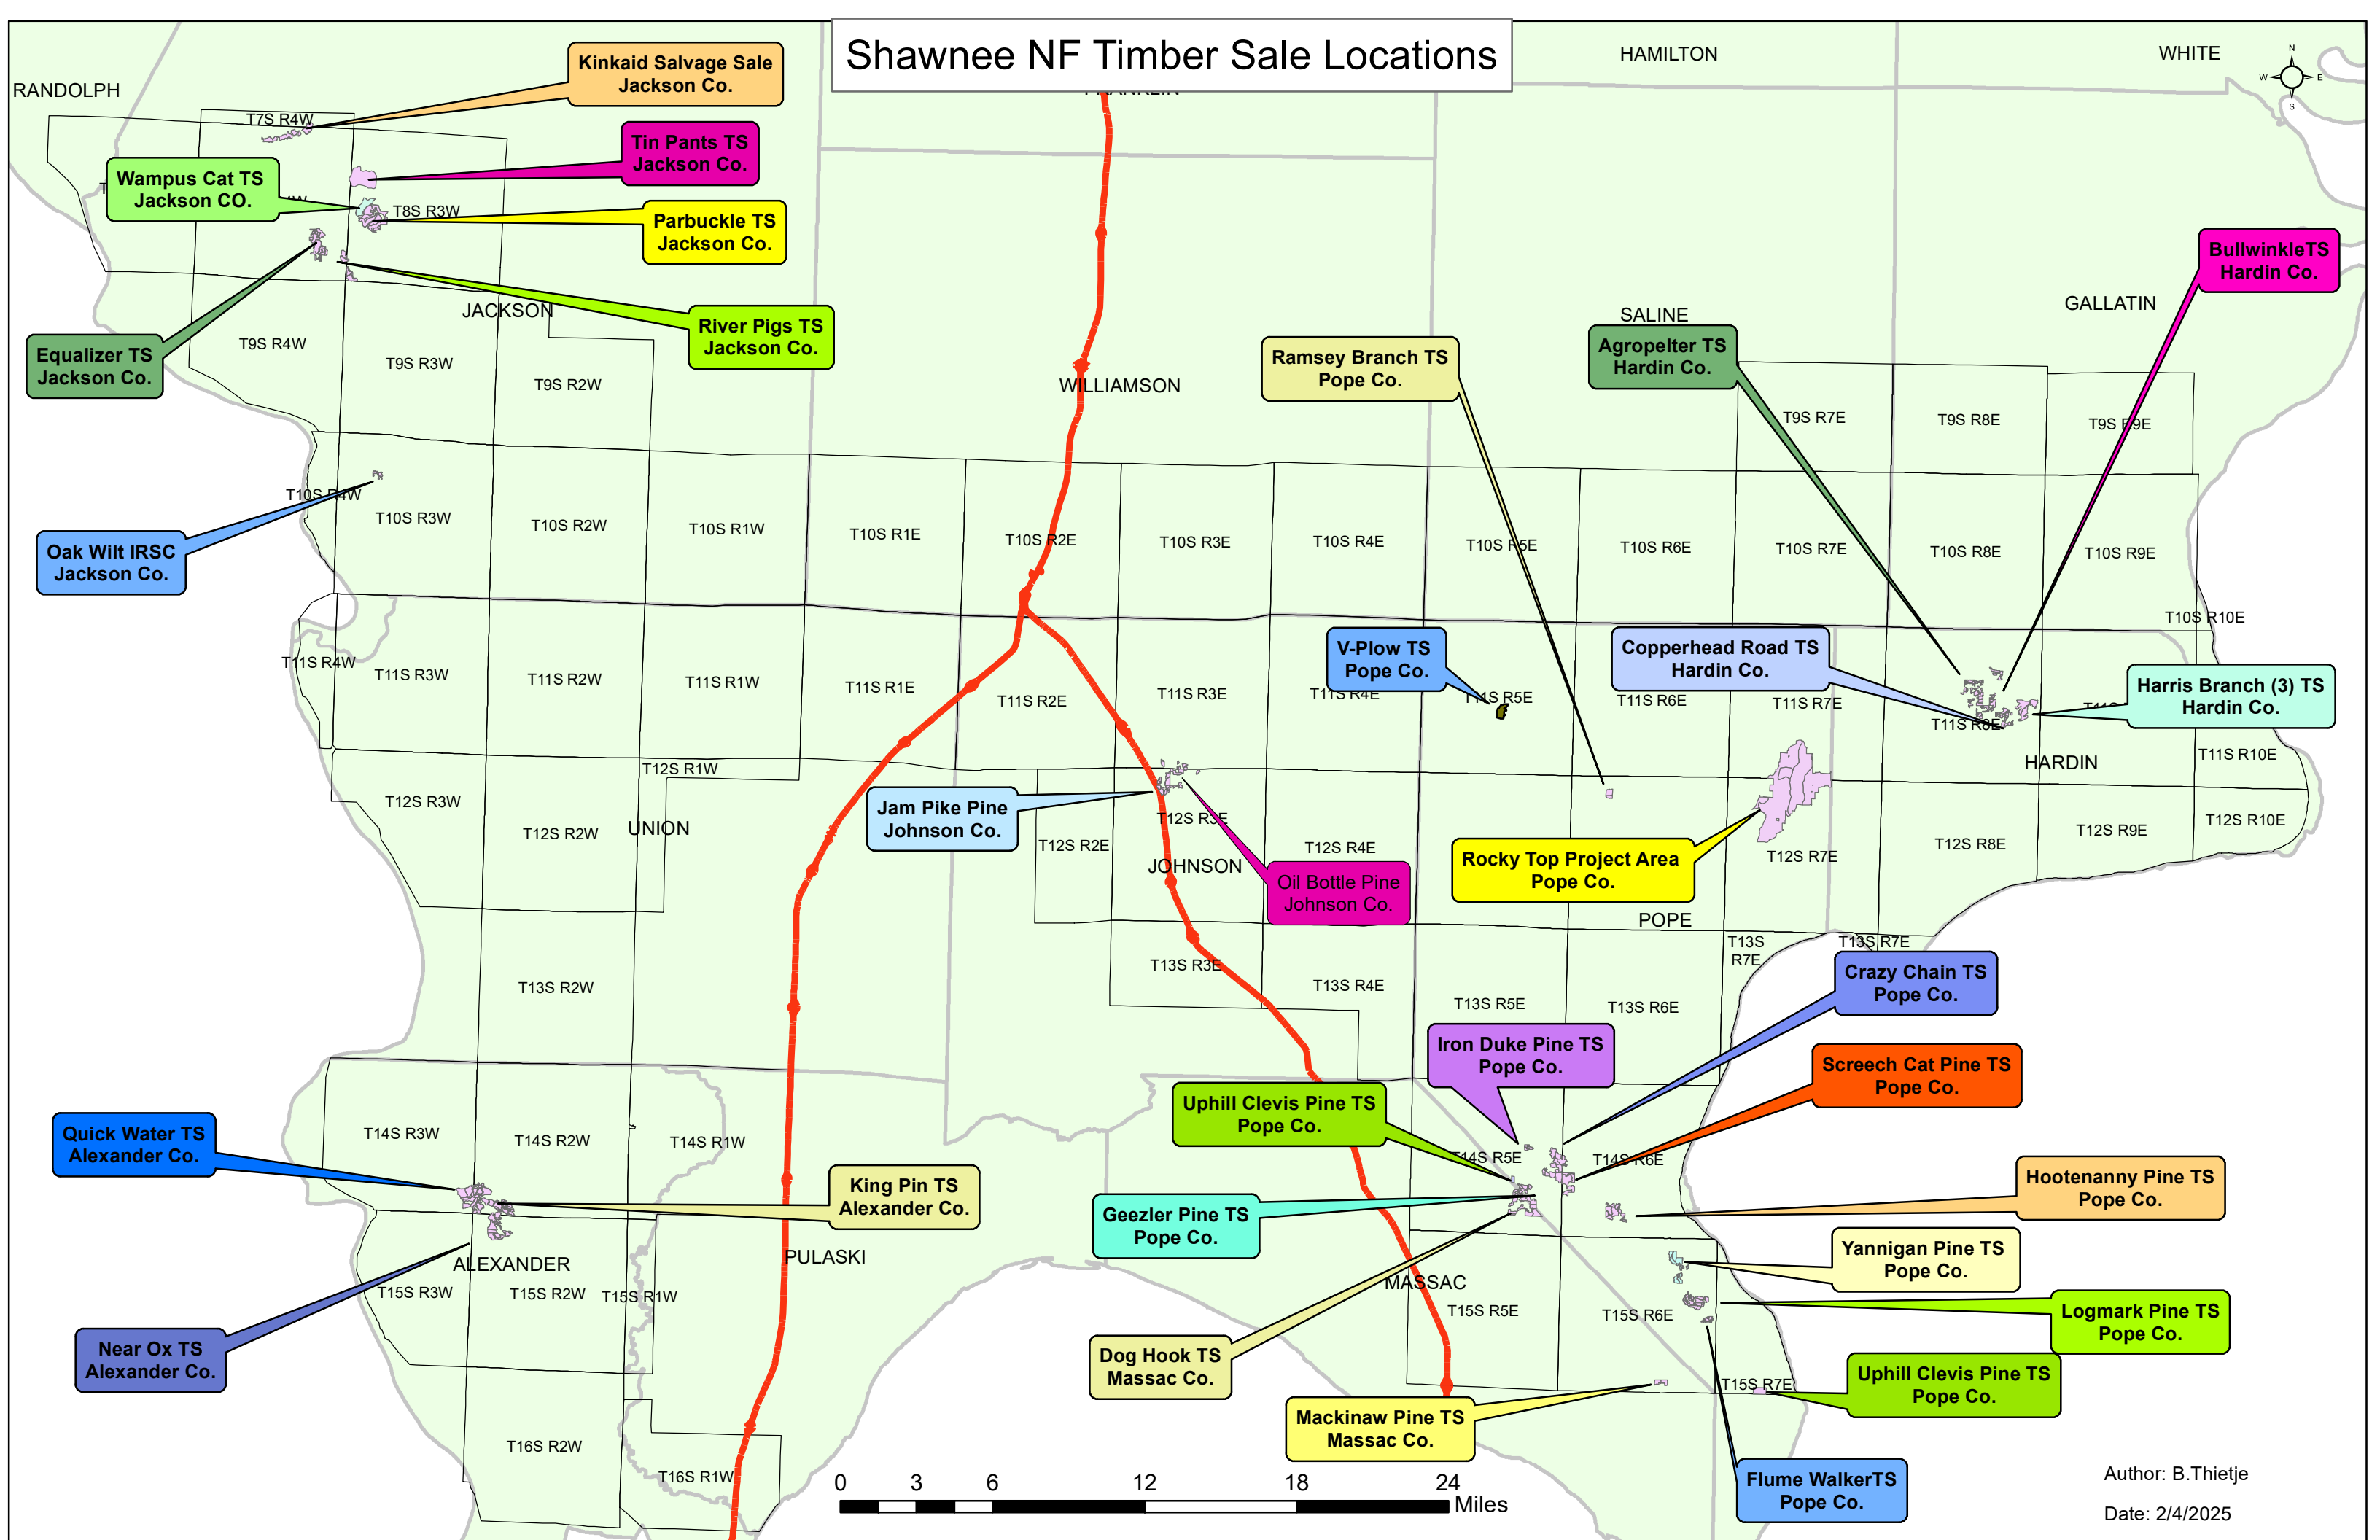 Shawnee NF Timber Sale Locations
HAMILTON
WHITE
N
W
E
S
RANDOLPH
Kinkaid Salvage Sale
Jackson Co.
T7S R4W
Tin Pants TS
Jackson Co.
Wampus Cat TS
Jackson CO.
T8S R3W
Parbuckle TS
Jackson Co.
BullwinkleTS
Hardin Co.
JACKSON
River Pigs TS
Jackson Co.
Equalizer TS
Jackson Co.
T9S R4W
T9S R3W
T9S R2W
WILLIAMSON
Ramsey Branch TS
Pope Co.
SALINE
Agropelter TS
Hardin Co.
GALLATIN
T9S R7E
T9S R8E
T9S R9E
T10S R4W
T10S R3W
T10S R2W
T10S R1W
T10S R1E
T10S R2E
T10S R3E
T10S R4E
T10S R5E
T10S R6E
T10S R7E
T10S R8E
T10S R9E
Oak Wilt IRSC
Jackson Co.
T10S R10E
T11S R4W
T11S R3W
T11S R2W
T11S R1W
T11S R1E
T11S R2E
T11S R3E
T11S R4E
V-Plow TS
Pope Co.
T11S R5E
T11S R6E
Copperhead Road TS
Hardin Co.
T11S R7E
T11S R8E
Harris Branch (3) TS
Hardin Co.
HARDIN
T11S R10E
T12S R1W
T12S R3W
T12S R2W
UNION
Jam Pike Pine
Johnson Co.
T12S R3E
T12S R2E
JOHNSON
T12S R4E
Oil Bottle Pine
Johnson Co.
Rocky Top Project Area
Pope Co.
T12S R7E
T12S R8E
T12S R9E
T12S R10E
POPE
T13S R2W
T13S R3E
T13S R4E
T13S R5E
T13S R6E
T13S
R7E
T13S R7E
Crazy Chain TS
Pope Co.
Iron Duke Pine TS
Pope Co.
Screech Cat Pine TS
Pope Co.
Uphill Clevis Pine TS
Pope Co.
Quick Water TS
Alexander Co.
T14S R3W
T14S R2W
T14S R1W
T14S R5E
T14S R6E
King Pin TS
Alexander Co.
Geezler Pine TS
Pope Co.
Hootenanny Pine TS
Pope Co.
Yannigan Pine TS
Pope Co.
ALEXANDER
PULASKI
MASSAC
T15S R3W
T15S R2W
T15S R1W
T15S R5E
T15S R6E
Logmark Pine TS
Pope Co.
Near Ox TS
Alexander Co.
Dog Hook TS
Massac Co.
T15S R7E
Uphill Clevis Pine TS
Pope Co.
Mackinaw Pine TS
Massac Co.
T16S R2W
T16S R1W
Flume WalkerTS
Pope Co.
0 3 6 12 18 24
Miles
Author: B.Thietje
Date: 2/4/2025